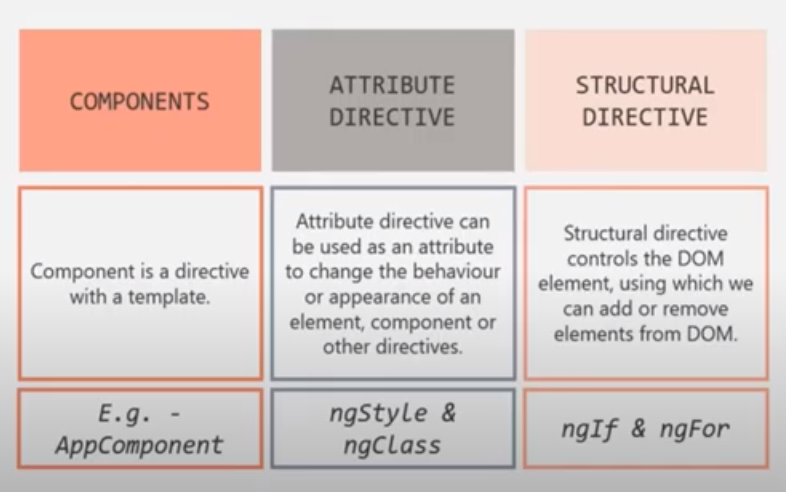 COMPONENTS
ATTRIBUTE
DIRECTIVE
STRUCTURAL
DIRECTIVE
Component is a directive
with a template.
Attribute directive can
be used as an attribute
to change the behaviour
or appearance of an
element, component or
other directives.
Structural directive
controls the DOM
element, using which we
can add or remove
elements from DOM.
E.g. -
AppComponent
ngStyle &
ngClass
ngIf & ngFor